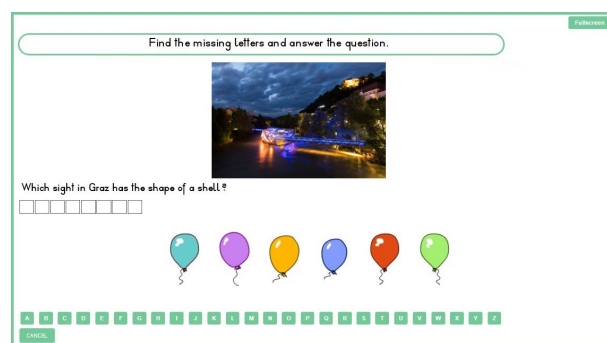 Fullscreen
Find the missing letters and answer the question.
Which sight in Graz has the shape of a shell?
A B C D E F G H I J K L M N O P Q R S T U V W X Y Z
CANCEL